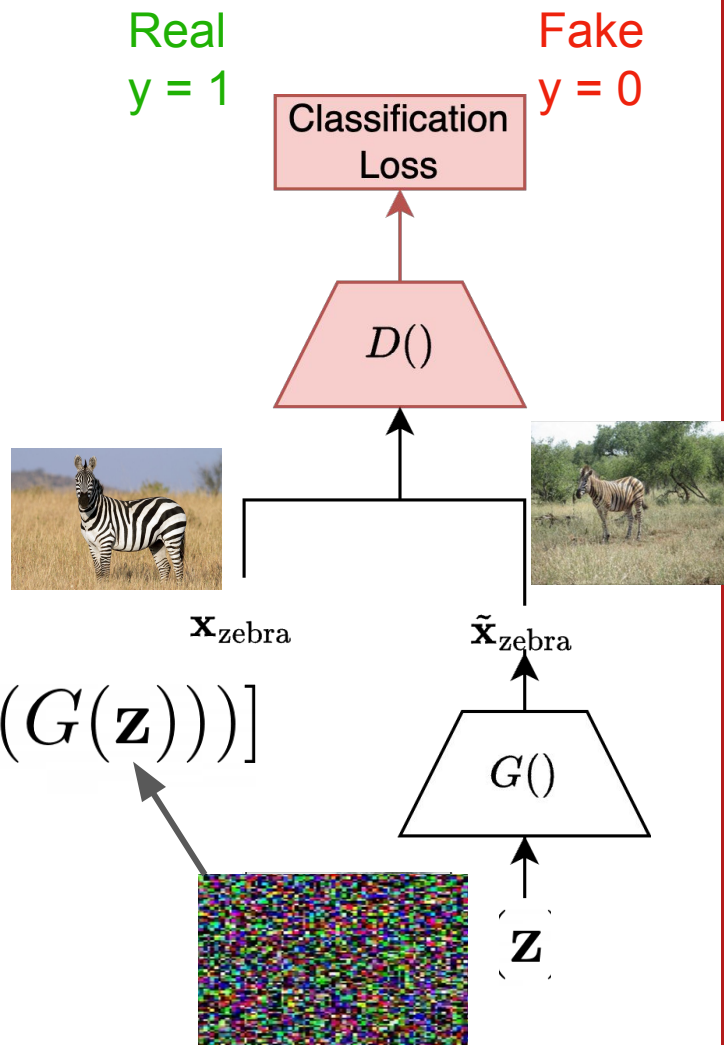 Real
y = 1
Fake
y = 0
Classification
Loss
D()
x_zebra
x̃_zebra
(G(z)))]
G()
(z)